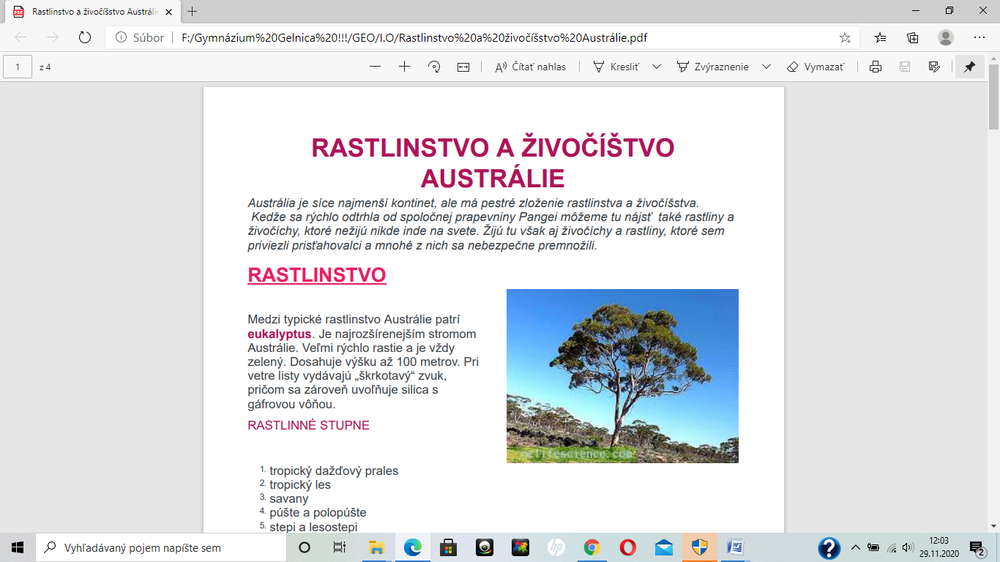 Rastlinstvo a živočíšstvo Austrálie
Súbor
F:/Gymnázium%20Gelnica%20!!!/GEO/I.O/Rastlinstvo%20a%20živočíšstvo%20Austrálie.pdf
1 z 4
Čítať nahlas
Kresliť
Zvýraznenie
Vymazať
RASTLINSTVO A ŽIVOČÍŠTVO
AUSTRÁLIE
Austrália je síce najmenší kontinet, ale má pestré zloženie rastlinstva a živočíšstva.
Kedže sa rýchlo odtrhla od spoločnej prapevniny Pangei môžeme tu nájsť také rastliny a
živočíchy, ktoré nežijú nikde inde na svete. Žijú tu však aj živočíchy a rastliny, ktoré sem
priviezli prisťahovalci a mnohé z nich sa nebezpečne premnožili.
RASTLINSTVO
Medzi typické rastlinstvo Austrálie patrí
eukalyptus. Je najrozšírenejším stromom
Austrálie. Veľmi rýchlo rastie a je vždy
zelený. Dosahuje výšku až 100 metrov. Pri
vetre listy vydávajú „škrkotavý“ zvuk,
pričom sa zároveň uvoľňuje silica s
gáfrovou vôňou.
RASTLINNÉ STUPNE
1. tropický dažďový prales
2. tropický les
3. savany
4. púšte a polopúšte
5. stepi a lesostepi
Vyhľadávaný pojem napíšte sem
12:03
29.11.2020
2